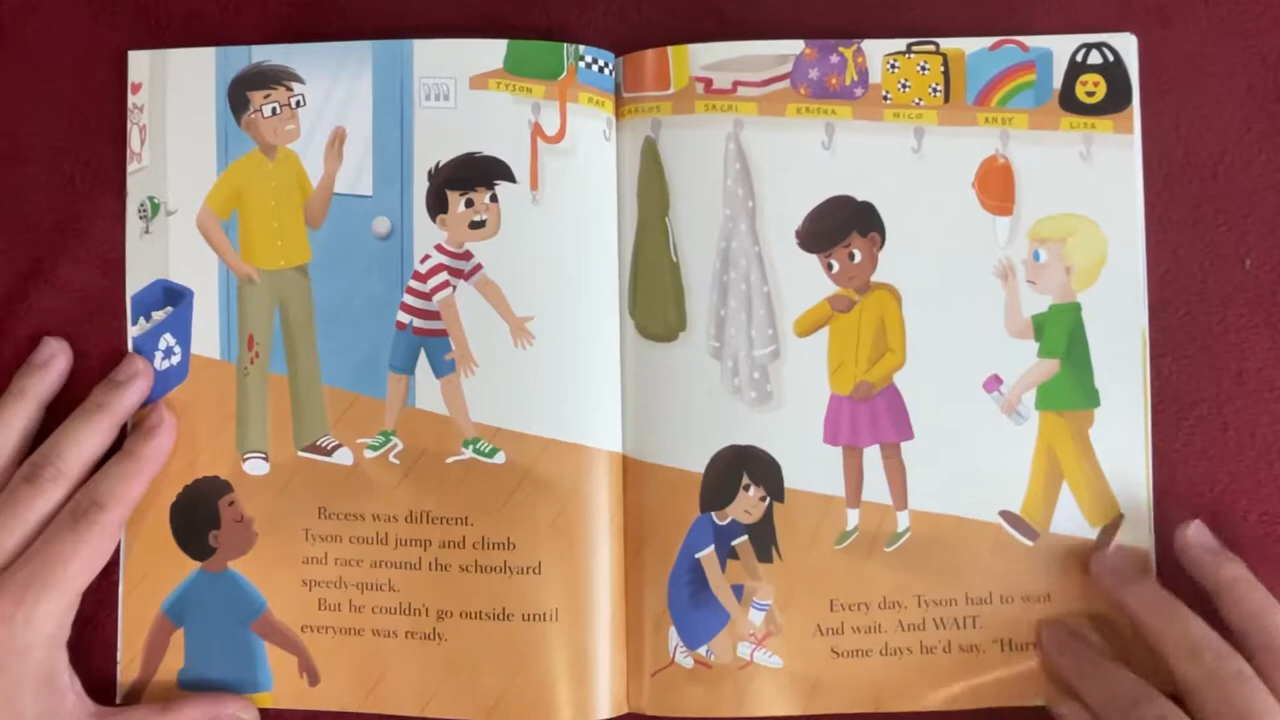 TYSON
RAE
CARLOS
SACHI
KRISHA
NICO
ANDY
LISA
Recess was different.
Tyson could jump and climb
and race around the schoolyard
speedy-quick.
But he couldn't go outside until
everyone was ready.
Every day, Tyson had to wait.
And wait. And WAIT.
Some days he'd say,